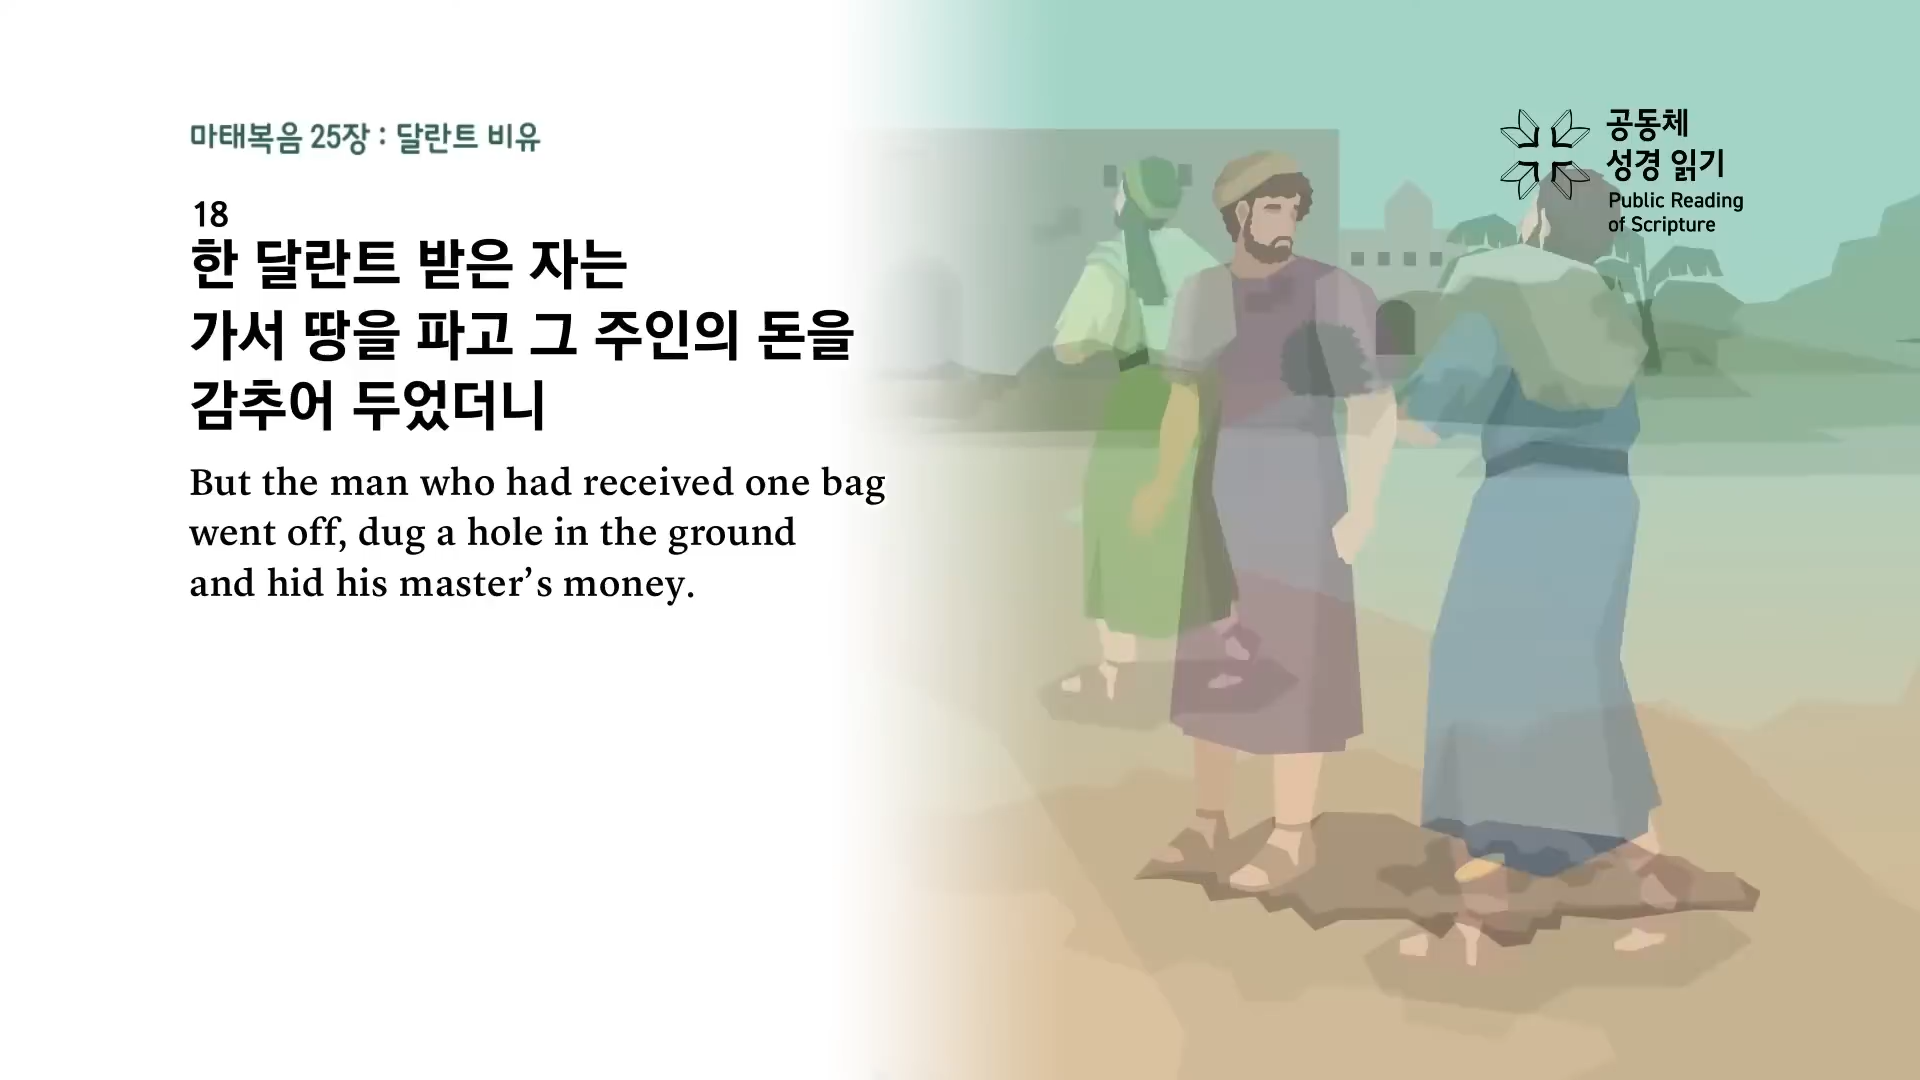 마태복음 25장 : 달란트 비유
18
한 달란트 받은 자는
가서 땅을 파고 그 주인의 돈을
감추어 두었더니
But the man who had received one bag
went off, dug a hole in the ground
and hid his master’s money.
공동체
성경 읽기
Public Reading
of Scripture